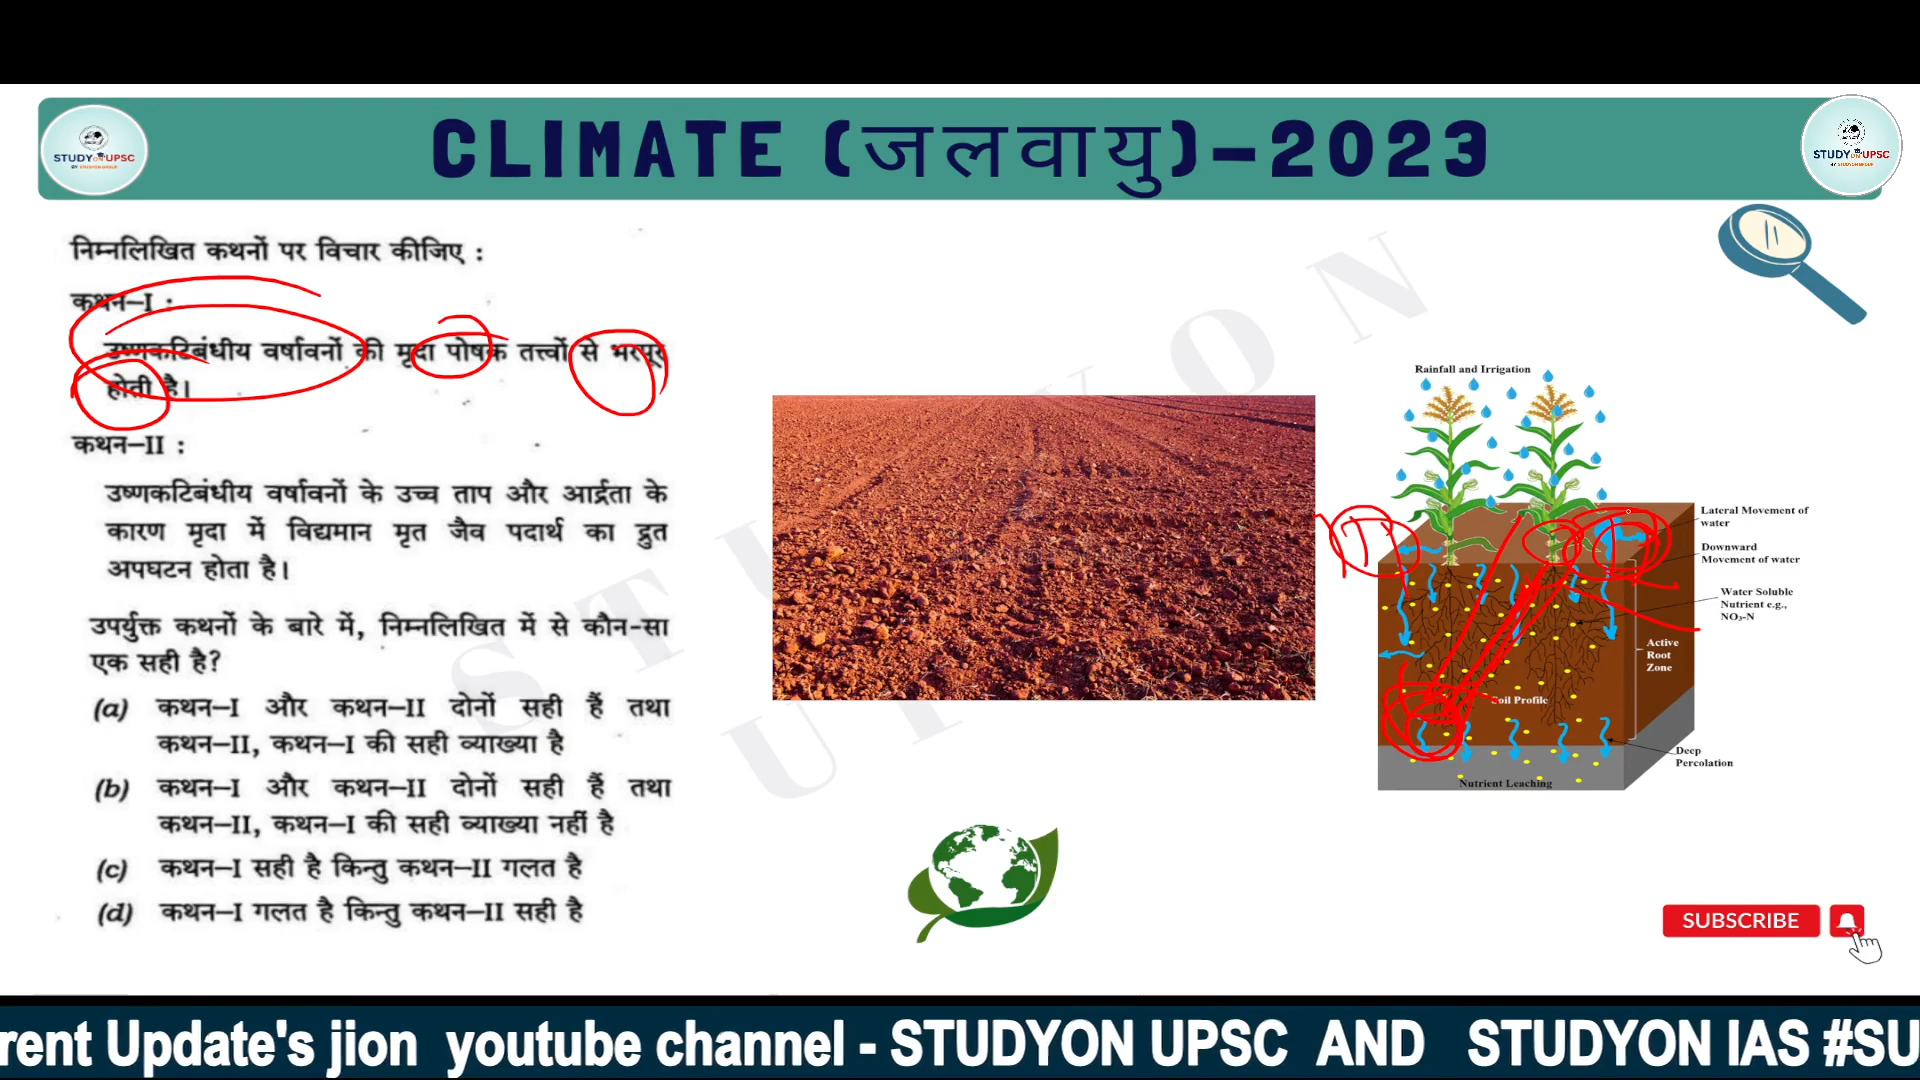 CLIMATE (जलवायु)-2023
STUDY ON UPSC
STUDY ON UPSC
निम्नलिखित कथनों पर विचार कीजिए :
कथन-I :
उष्णकटिबंधीय वर्षावनों की मृदा पोषक तत्त्वों से भरपूर
होती है।
कथन-II :
उष्णकटिबंधीय वर्षावनों के उच्च ताप और आर्द्रता के
कारण मृदा में विद्यमान मृत जैव पदार्थ का द्रुत
अपघटन होता है।
उपर्युक्त कथनों के बारे में, निम्नलिखित में से कौन-सा
एक सही है?
(a) कथन-I और कथन-II दोनों सही हैं तथा
कथन-II, कथन-I की सही व्याख्या है
(b) कथन-I और कथन-II दोनों सही हैं तथा
कथन-II, कथन-I की सही व्याख्या नहीं है
(c) कथन-I सही है किन्तु कथन-II गलत है
(d) कथन-I गलत है किन्तु कथन-II सही है
STUDYON
UPSC
Rainfall and Irrigation
Lateral Movement of
water
Downward
Movement of water
Water Soluble
Nutrient e.g.,
NO₃-N
Active
Root
Zone
Soil Profile
Deep
Percolation
Nutrient Leaching
SUBSCRIBE
rent Update's jion youtube channel - STUDYON UPSC AND STUDYON IAS #SU